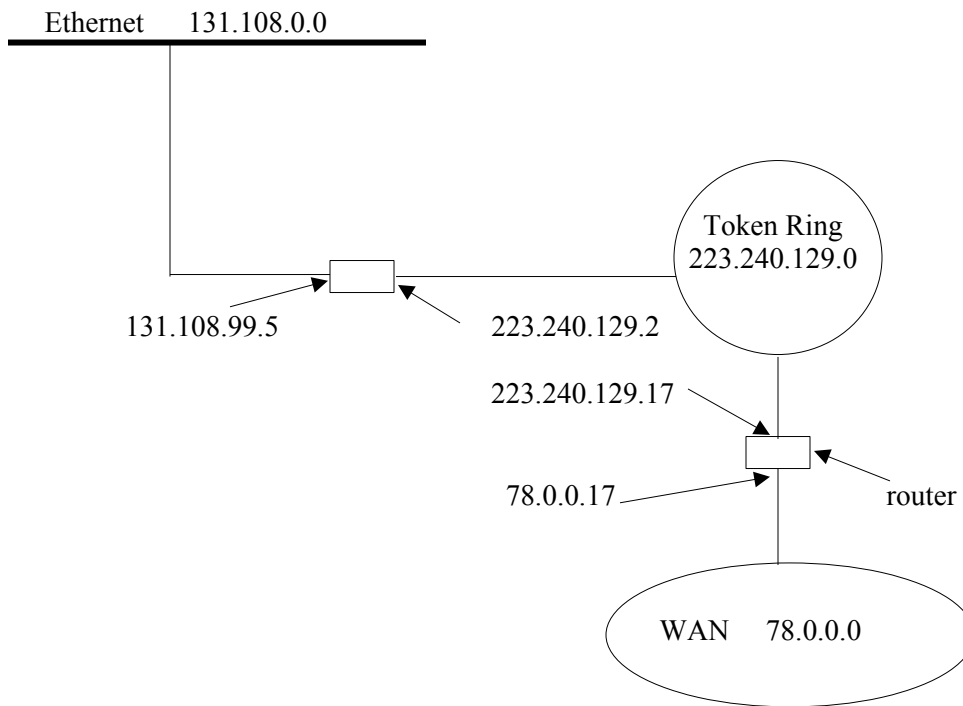 Ethernet 131.108.0.0
Token Ring
223.240.129.0
131.108.99.5
223.240.129.2
223.240.129.17
78.0.0.17
router
WAN 78.0.0.0